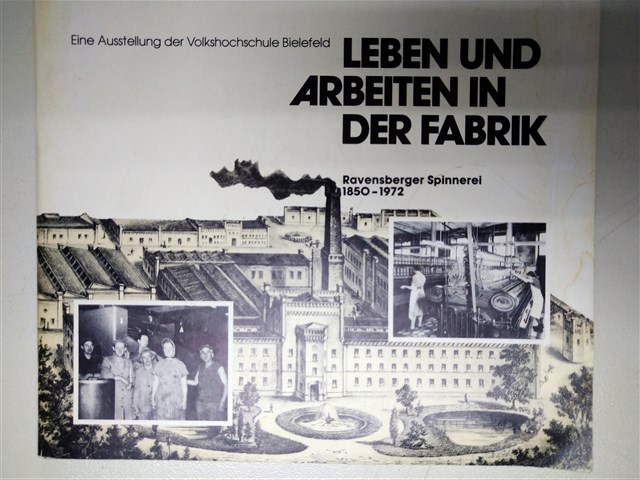 Eine Ausstellung der Volkshochschule Bielefeld
LEBEN UND
ARBEITEN IN
DER FABRIK
Ravensberger Spinnerei
1850–1972